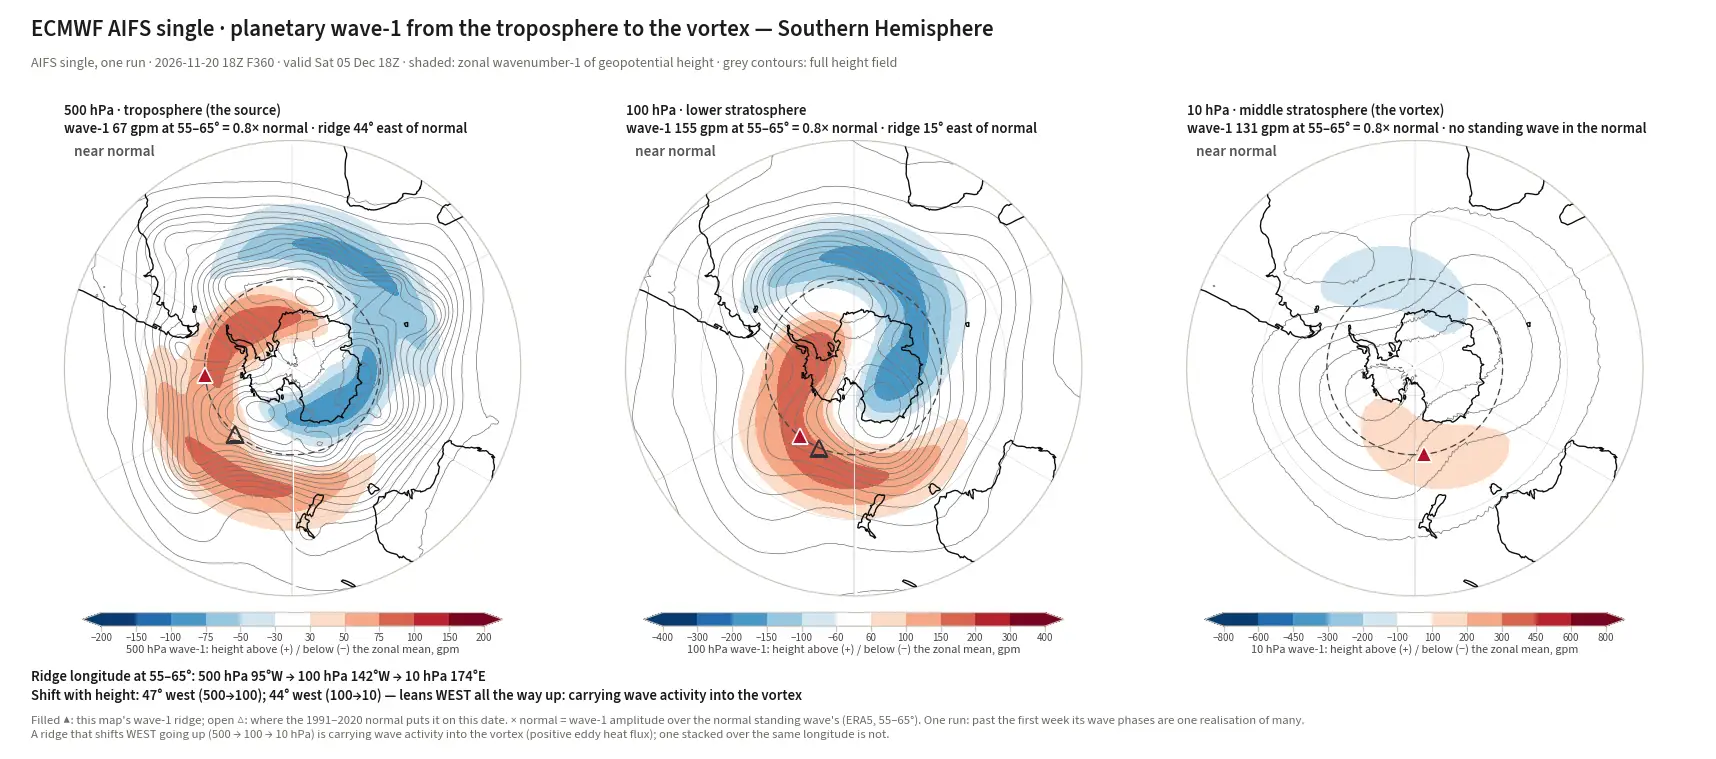 ECMWF AIFS single · planetary wave-1 from the troposphere to the vortex — Southern Hemisphere
AIFS single, one run · 2026-11-20 18Z F360 · valid Sat 05 Dec 18Z · shaded: zonal wavenumber-1 of geopotential height · grey contours: full height field
500 hPa · troposphere (the source)
wave-1 67 gpm at 55–65° = 0.8× normal · ridge 44° east of normal
near normal
100 hPa · lower stratosphere
wave-1 155 gpm at 55–65° = 0.8× normal · ridge 15° east of normal
near normal
10 hPa · middle stratosphere (the vortex)
wave-1 131 gpm at 55–65° = 0.8× normal · no standing wave in the normal
near normal
−200 −150 −100 −75 −50 −30 30 50 75 100 150 200
500 hPa wave-1: height above (+) / below (−) the zonal mean, gpm
−400 −300 −200 −150 −100 −60 60 100 150 200 300 400
100 hPa wave-1: height above (+) / below (−) the zonal mean, gpm
−800 −600 −450 −300 −200 −100 100 200 300 450 600 800
10 hPa wave-1: height above (+) / below (−) the zonal mean, gpm
Ridge longitude at 55–65°: 500 hPa 95°W → 100 hPa 142°W → 10 hPa 174°E
Shift with height: 47° west (500→100); 44° west (100→10) — leans WEST all the way up: carrying wave activity into the vortex
Filled ▲: this map's wave-1 ridge; open △: where the 1991–2020 normal puts it on this date. × normal = wave-1 amplitude over the normal standing wave's (ERA5, 55–65°). One run: past the first week its wave phases are one realisation of many.
A ridge that shifts WEST going up (500 → 100 → 10 hPa) is carrying wave activity into the vortex (positive eddy heat flux); one stacked over the same longitude is not.